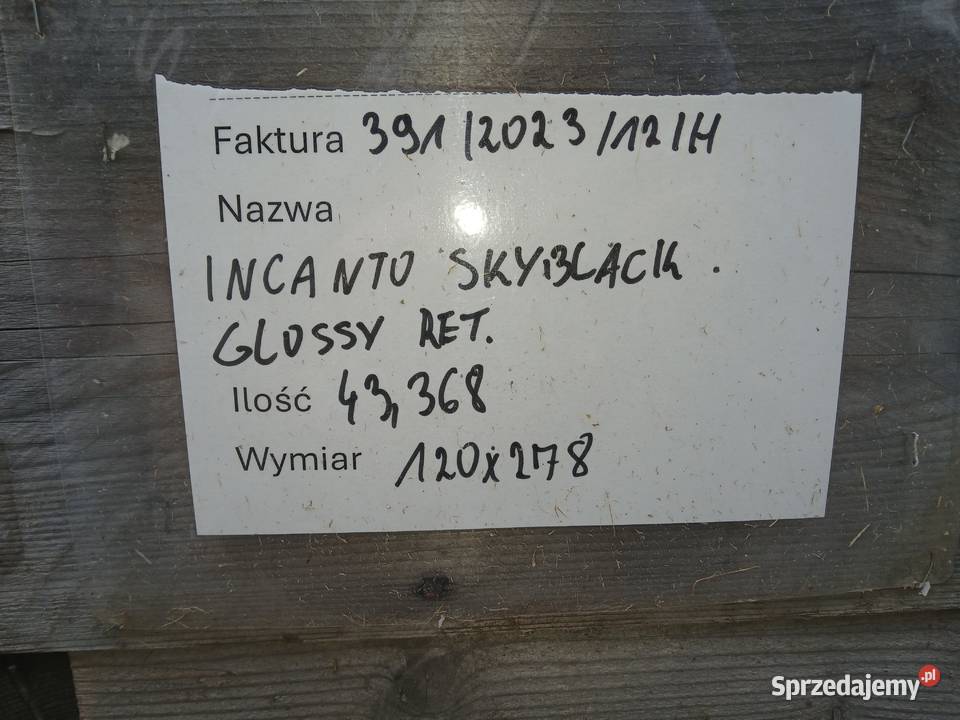 Faktura 391/2023/12/H
Nazwa
INCANTO SKYBLACK.
GLOSSY RET.
Ilość 43,368
Wymiar 120x278
Sprzedajemy.pl